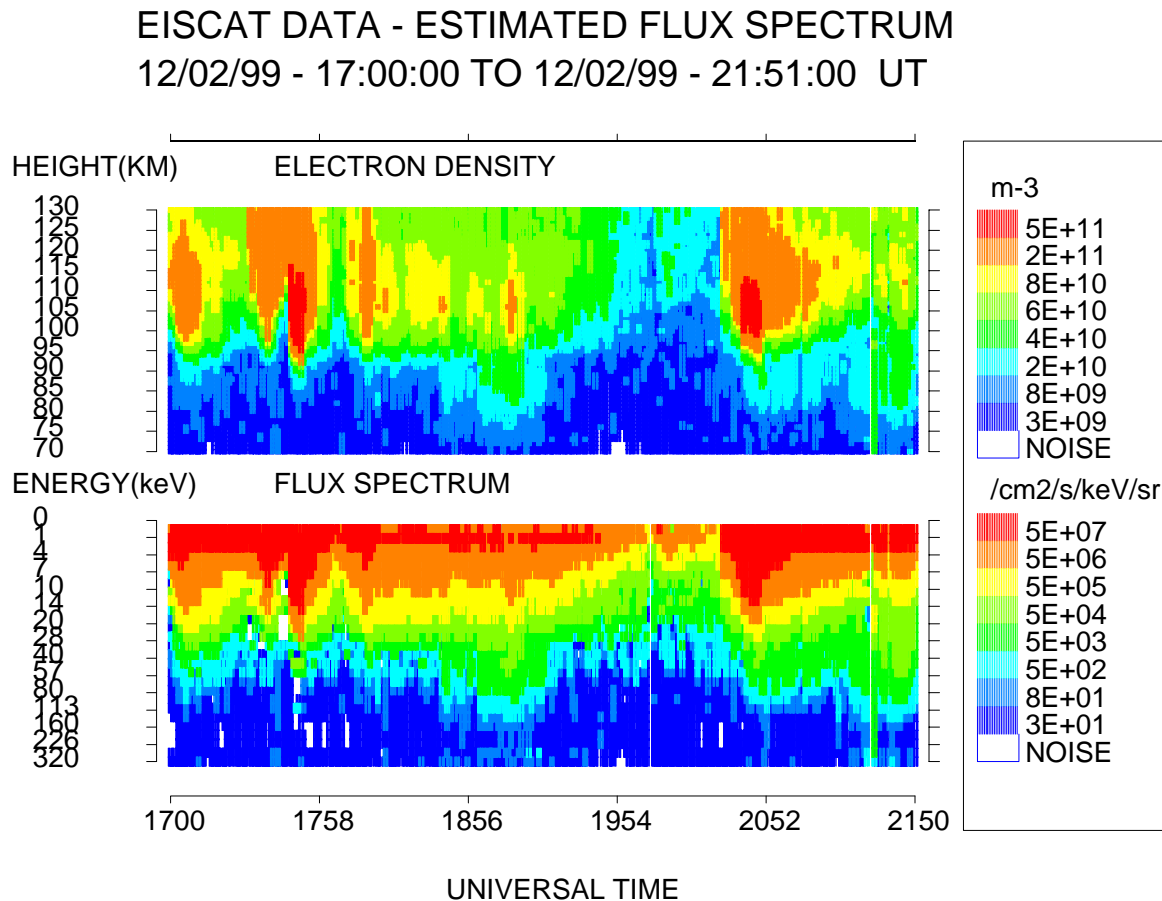 EISCAT DATA - ESTIMATED FLUX SPECTRUM
12/02/99 - 17:00:00 TO 12/02/99 - 21:51:00 UT
HEIGHT(KM) ELECTRON DENSITY
130
125
120
115
110
105
100
95
90
85
80
75
70
m-3
5E+11
2E+11
8E+10
6E+10
4E+10
2E+10
8E+09
3E+09
NOISE
ENERGY(keV) FLUX SPECTRUM
0
1
4
7
10
14
20
28
40
57
80
113
160
226
320
/cm2/s/keV/sr
5E+07
5E+06
5E+05
5E+04
5E+03
5E+02
8E+01
3E+01
NOISE
1700 1758 1856 1954 2052 2150
UNIVERSAL TIME